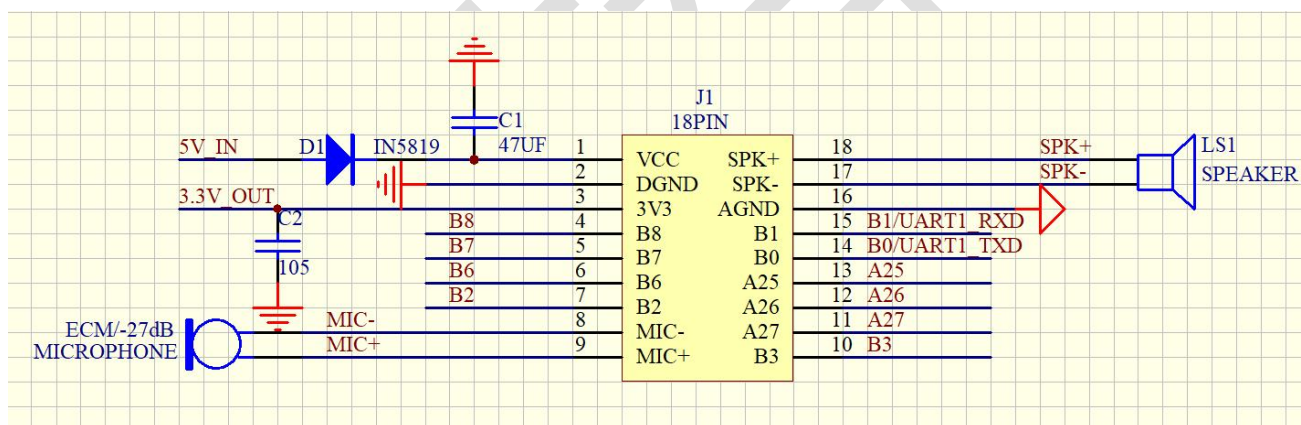 J1
18PIN
C1
47UF
5V_IN
D1
IN5819
3.3V_OUT
C2
105
B8
B7
B6
B2
ECM/-27dB
MICROPHONE
MIC-
MIC+
1 VCC
2 DGND
3 3V3
4 B8
5 B7
6 B6
7 B2
8 MIC-
9 MIC+
SPK+ 18
SPK- 17
AGND 16
B1 15
B0 14
A25 13
A26 12
A27 11
B3 10
SPK+
SPK-
B1/UART1_RXD
B0/UART1_TXD
A25
A26
A27
B3
LS1
SPEAKER